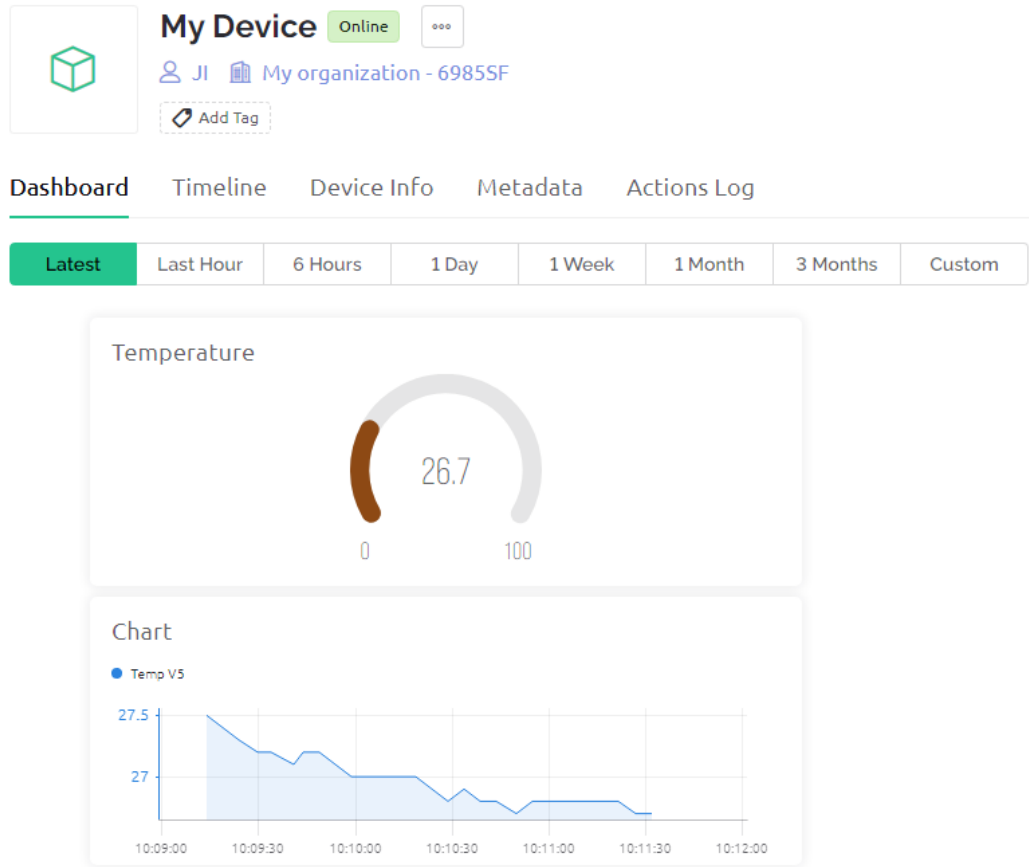 My Device Online
JI My organization - 6985SF
Add Tag
Dashboard Timeline Device Info Metadata Actions Log
Latest Last Hour 6 Hours 1 Day 1 Week 1 Month 3 Months Custom
Temperature
26.7
0 100
Chart
Temp V5
27.5
27
10:09:00 10:09:30 10:10:00 10:10:30 10:11:00 10:11:30 10:12:00